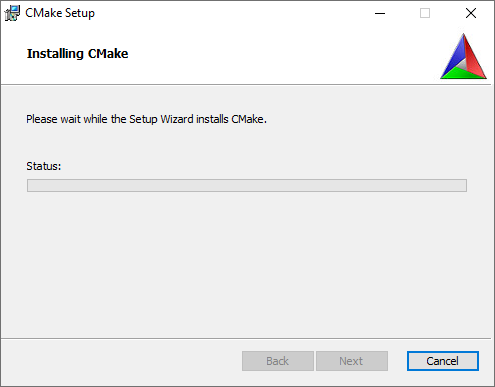 CMake Setup
Installing CMake
Please wait while the Setup Wizard installs CMake.
Status:
Back Next Cancel